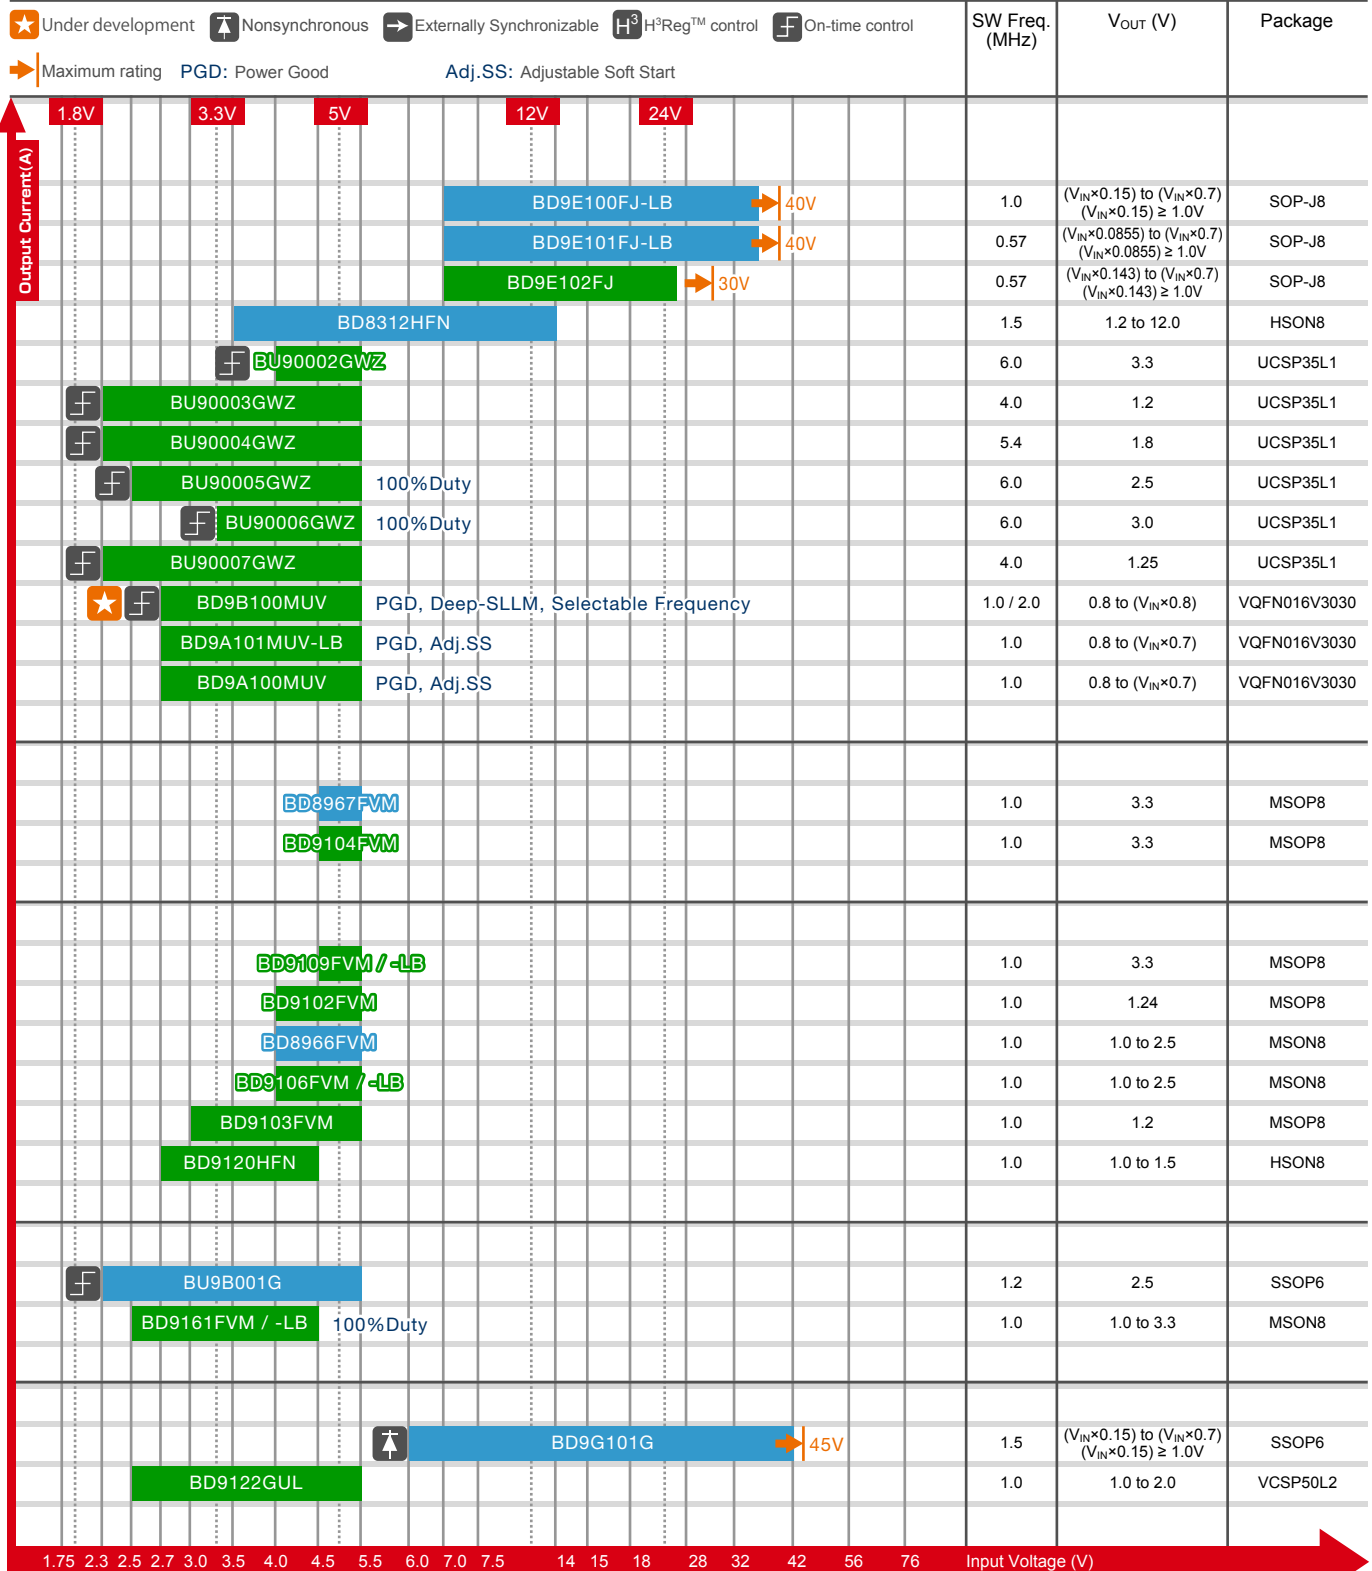 Under development Nonsynchronous Externally Synchronizable H³ H³Reg™ control On-time control
Maximum rating PGD: Power Good Adj.SS: Adjustable Soft Start
SW Freq. (MHz) VOUT (V) Package
1.8V 3.3V 5V 12V 24V
Output Current(A)
BD9E100FJ-LB 40V 1.0 (VIN×0.15) to (VIN×0.7) (VIN×0.15) ≥ 1.0V SOP-J8
BD9E101FJ-LB 40V 0.57 (VIN×0.0855) to (VIN×0.7) (VIN×0.0855) ≥ 1.0V SOP-J8
BD9E102FJ 30V 0.57 (VIN×0.143) to (VIN×0.7) (VIN×0.143) ≥ 1.0V SOP-J8
BD8312HFN 1.5 1.2 to 12.0 HSON8
BU90002GWZ 6.0 3.3 UCSP35L1
BU90003GWZ 4.0 1.2 UCSP35L1
BU90004GWZ 5.4 1.8 UCSP35L1
BU90005GWZ 100%Duty 6.0 2.5 UCSP35L1
BU90006GWZ 100%Duty 6.0 3.0 UCSP35L1
BU90007GWZ 4.0 1.25 UCSP35L1
BD9B100MUV PGD, Deep-SLLM, Selectable Frequency 1.0 / 2.0 0.8 to (VIN×0.8) VQFN016V3030
BD9A101MUV-LB PGD, Adj.SS 1.0 0.8 to (VIN×0.7) VQFN016V3030
BD9A100MUV PGD, Adj.SS 1.0 0.8 to (VIN×0.7) VQFN016V3030
BD8967FVM 1.0 3.3 MSOP8
BD9104FVM 1.0 3.3 MSOP8
BD9109FVM / -LB 1.0 3.3 MSOP8
BD9102FVM 1.0 1.24 MSOP8
BD8966FVM 1.0 1.0 to 2.5 MSON8
BD9106FVM / -LB 1.0 1.0 to 2.5 MSON8
BD9103FVM 1.0 1.2 MSOP8
BD9120HFN 1.0 1.0 to 1.5 HSON8
BU9B001G 1.2 2.5 SSOP6
BD9161FVM / -LB 100%Duty 1.0 1.0 to 3.3 MSON8
BD9G101G 45V 1.5 (VIN×0.15) to (VIN×0.7) (VIN×0.15) ≥ 1.0V SSOP6
BD9122GUL 1.0 1.0 to 2.0 VCSP50L2
1.75 2.3 2.5 2.7 3.0 3.5 4.0 4.5 5.5 6.0 7.0 7.5 14 15 18 28 32 42 56 76 Input Voltage (V)